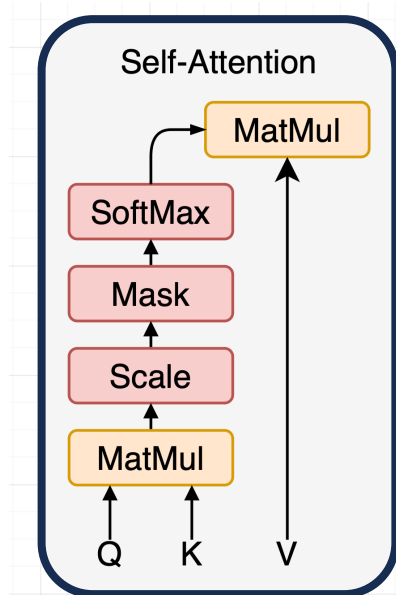 Self-Attention
MatMul
SoftMax
Mask
Scale
MatMul
Q K V